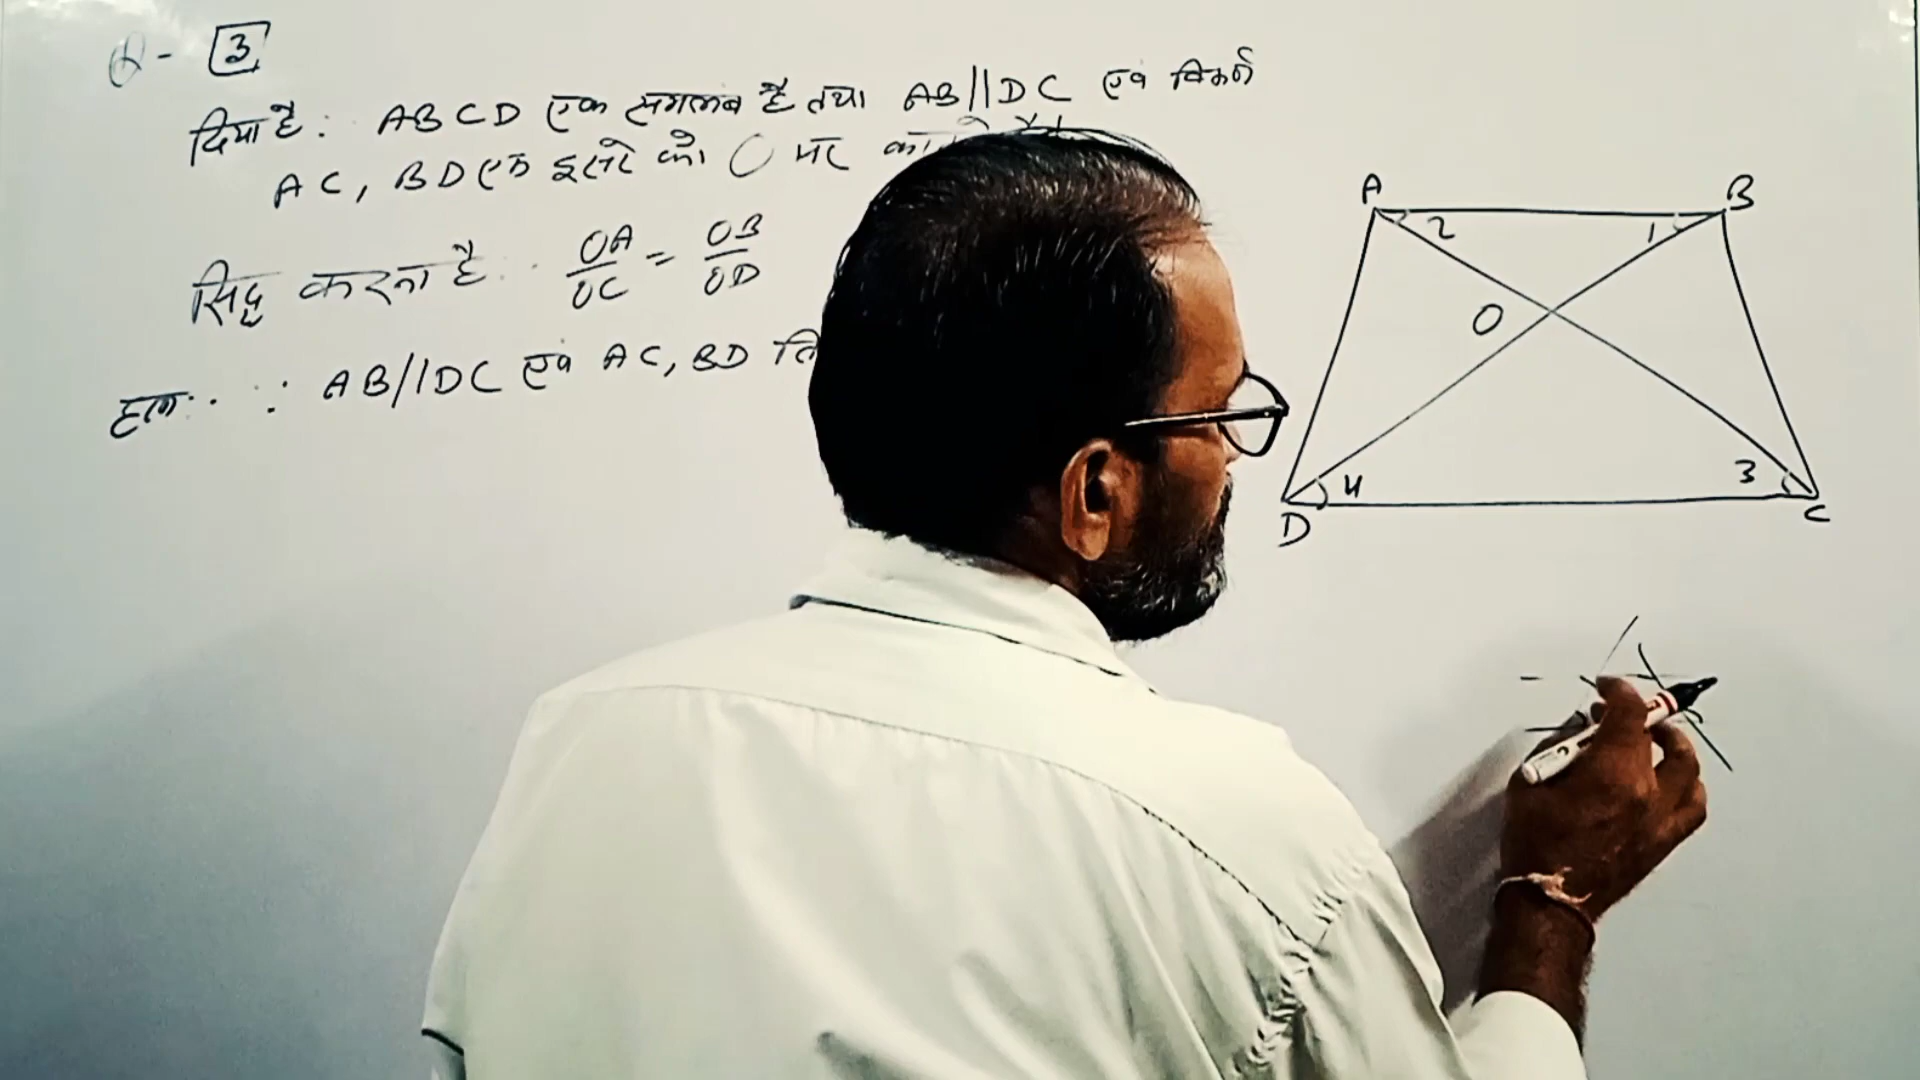 Q - 3
दिया है : ABCD एक समलंब है तथा AB//DC एवं विकर्ण
AC, BD एक दूसरे को O पर
सिद्ध करना है : OA/OC = OB/OD
हल : ∵ AB//DC एवं AC, BD ति
A
B
2
1
O
4
3
D
C